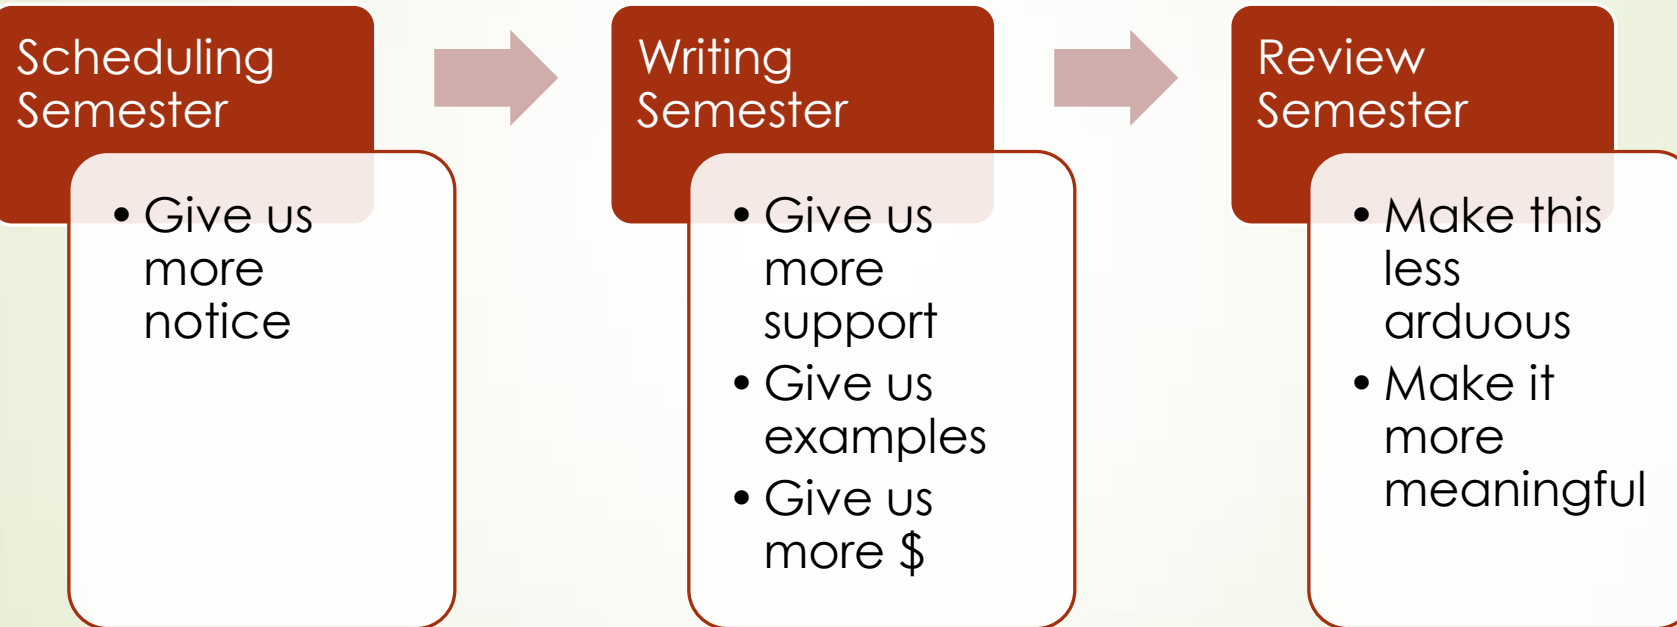 Scheduling
Semester
• Give us
more
notice
Writing
Semester
• Give us
more
support
• Give us
examples
• Give us
more $
Review
Semester
• Make this
less
arduous
• Make it
more
meaningful